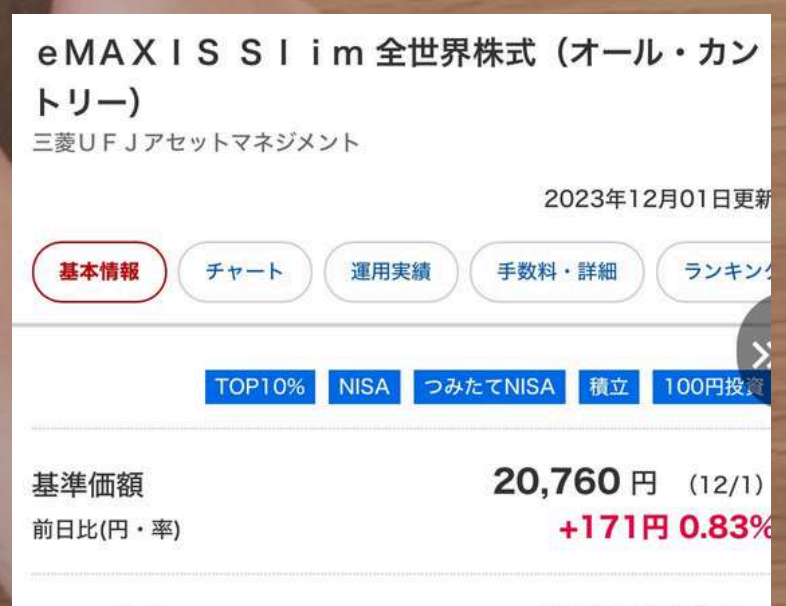 ｅＭＡＸＩＳ Ｓｌｉｍ 全世界株式（オール・カン
トリー）
三菱ＵＦＪアセットマネジメント
2023年12月01日更新
基本情報 チャート 運用実績 手数料・詳細 ランキング
TOP10% NISA つみたてNISA 積立 100円投資
基準価額 20,760 円 （12/1）
前日比(円・率) +171円 0.83%